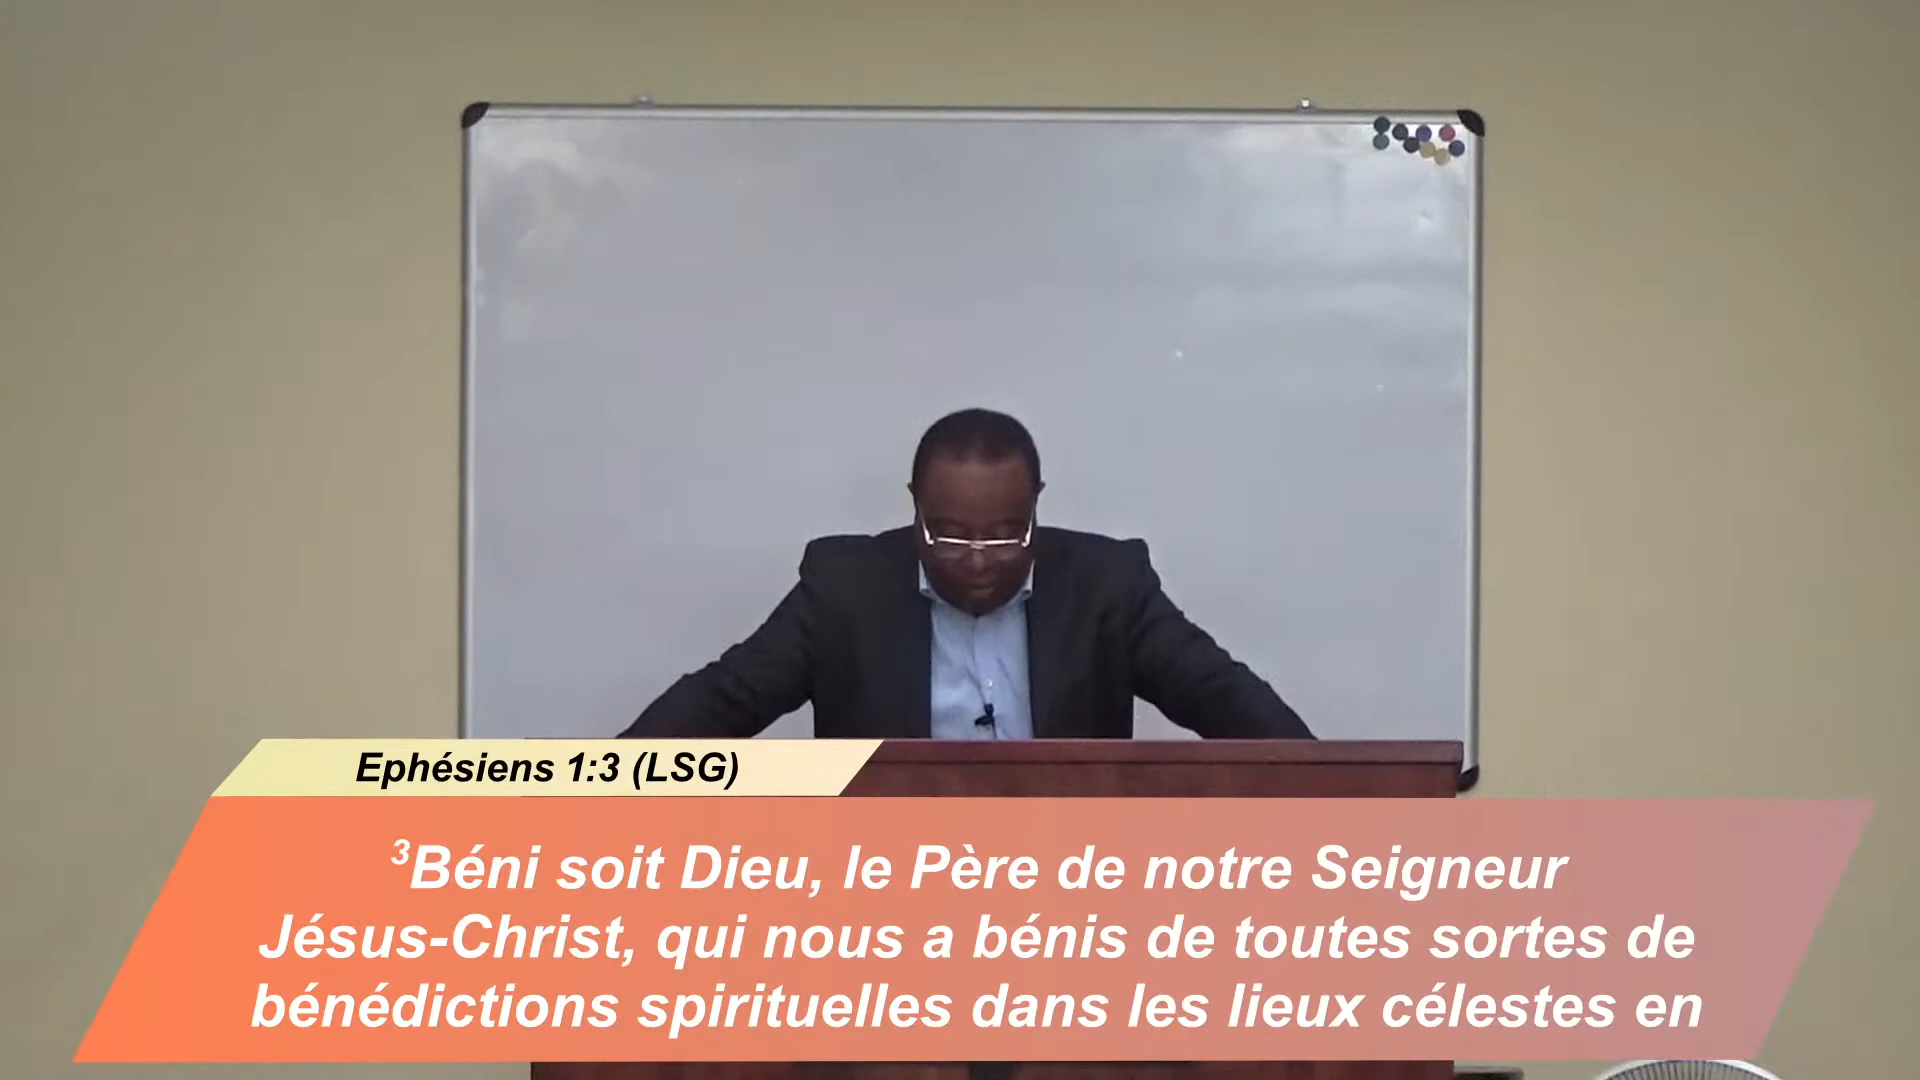 Ephésiens 1:3 (LSG)
³Béni soit Dieu, le Père de notre Seigneur
Jésus-Christ, qui nous a bénis de toutes sortes de
bénédictions spirituelles dans les lieux célestes en